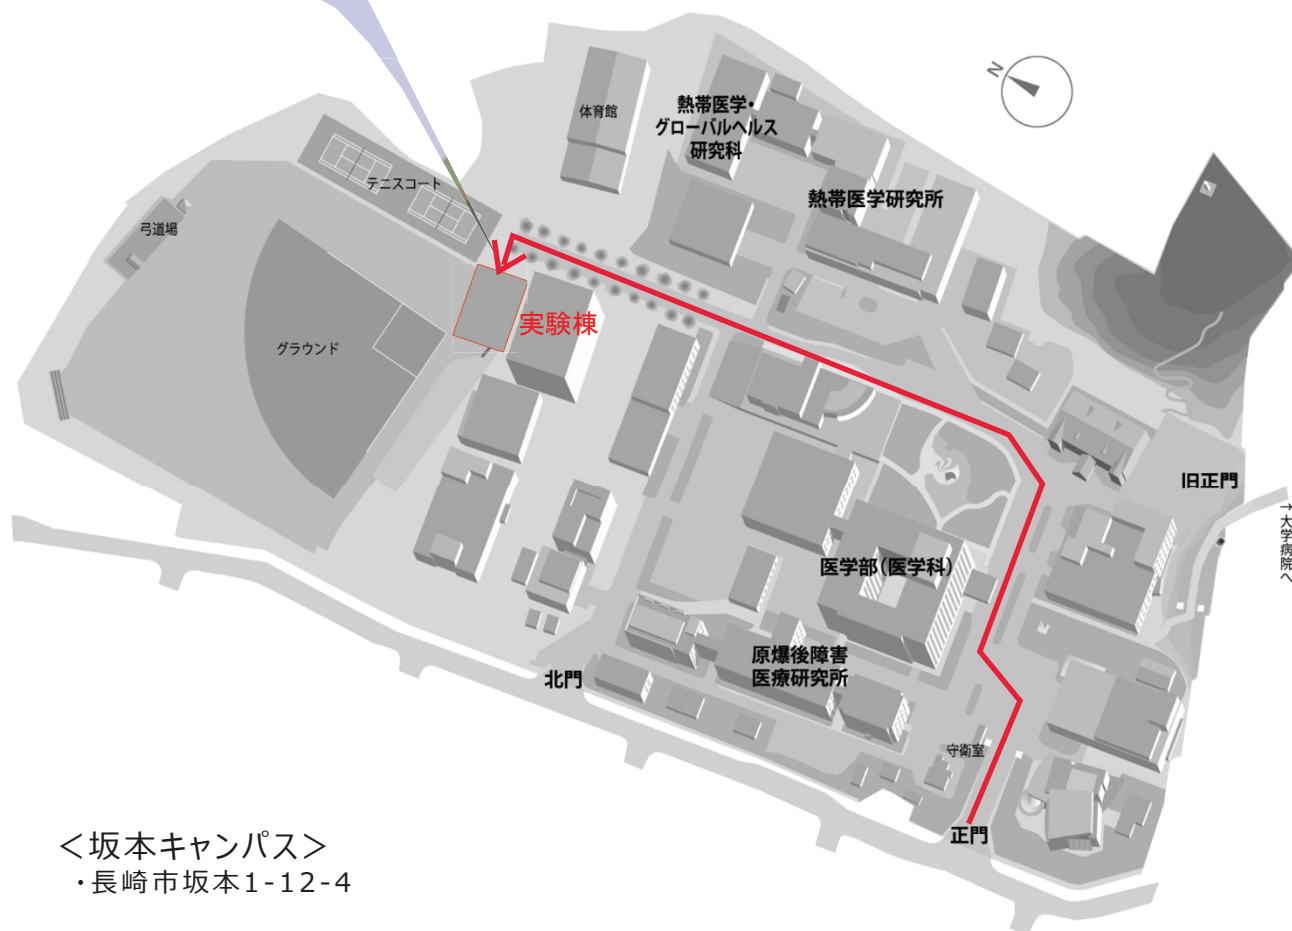 N
体育館
熱帯医学・
グローバルヘルス
研究科
テニスコート
熱帯医学研究所
弓道場
実験棟
グラウンド
旧正門
→大学病院へ
医学部(医学科)
原爆後障害
医療研究所
北門
守衛室
正門
＜坂本キャンパス＞
・長崎市坂本1-12-4